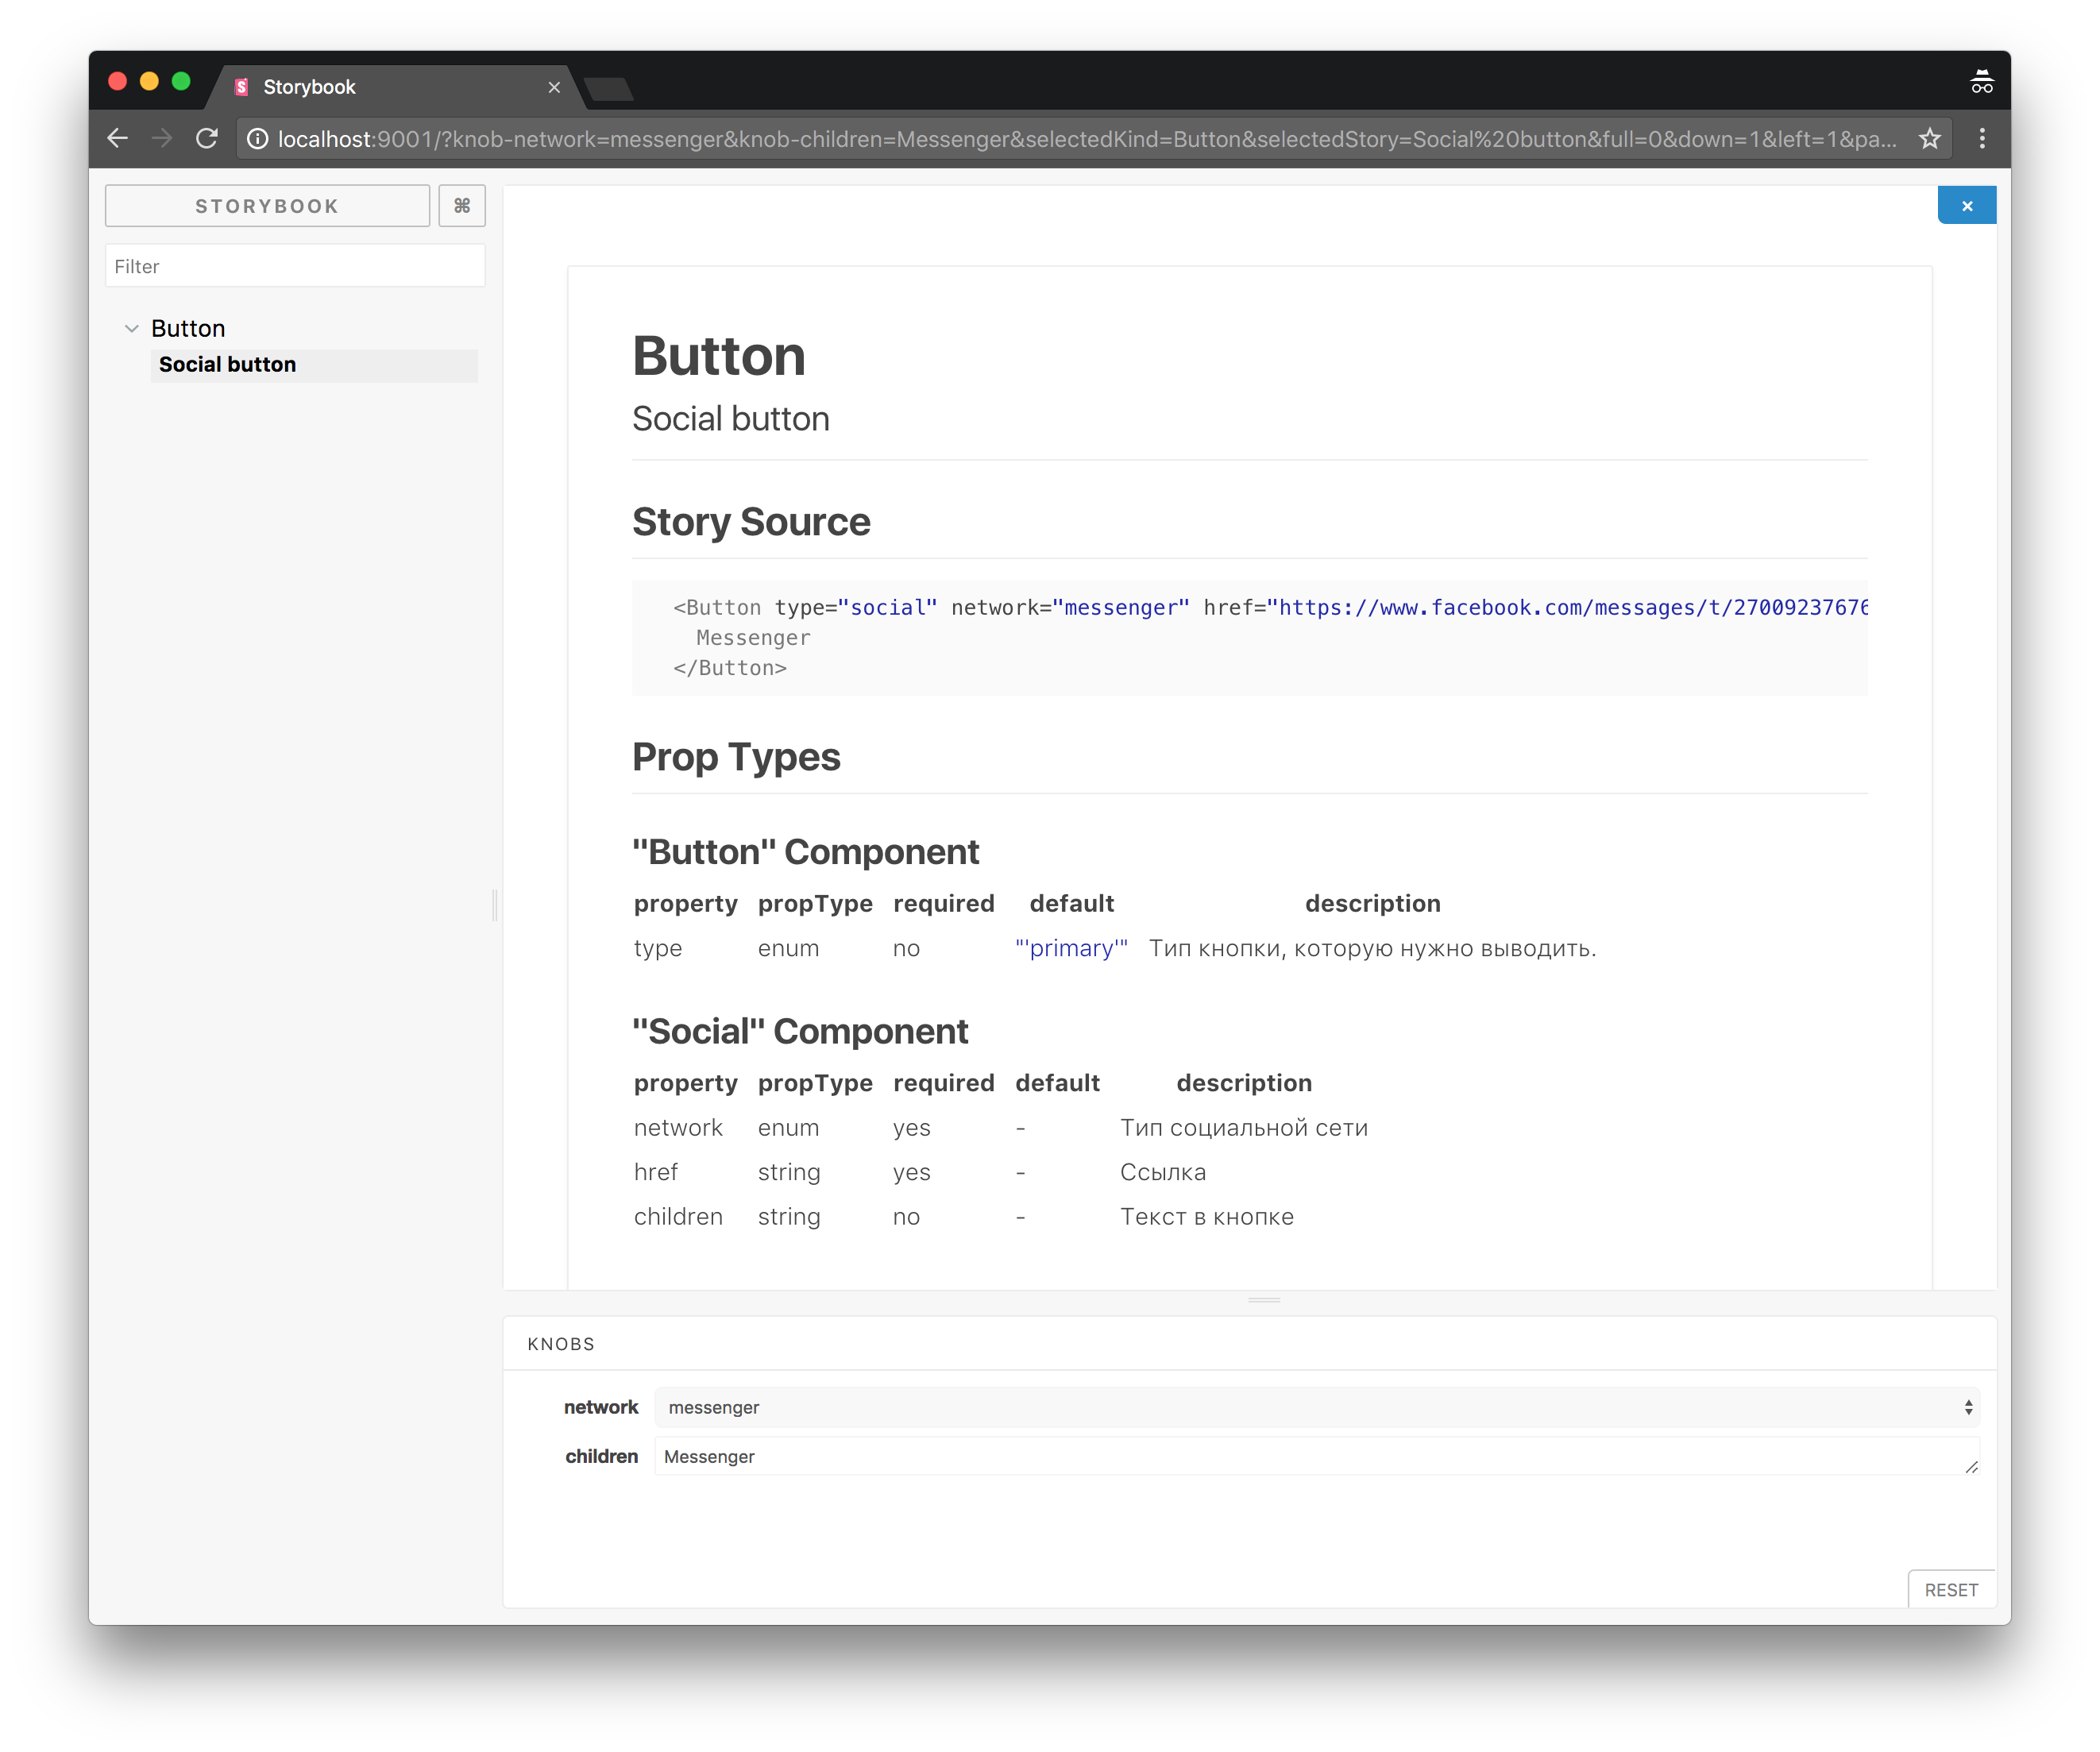 Storybook
localhost:9001/?knob-network=messenger&knob-children=Messenger&selectedKind=Button&selectedStory=Social%20button&full=0&down=1&left=1&pa...
STORYBOOK ⌘
Filter
Button
Social button
Button
Social button
Story Source
<Button type="social" network="messenger" href="https://www.facebook.com/messages/t/27009237676
Messenger
</Button>
Prop Types
"Button" Component
property propType required default description
type enum no "'primary'" Тип кнопки, которую нужно выводить.
"Social" Component
property propType required default description
network enum yes - Тип социальной сети
href string yes - Ссылка
children string no - Текст в кнопке
KNOBS
network messenger
children Messenger
RESET